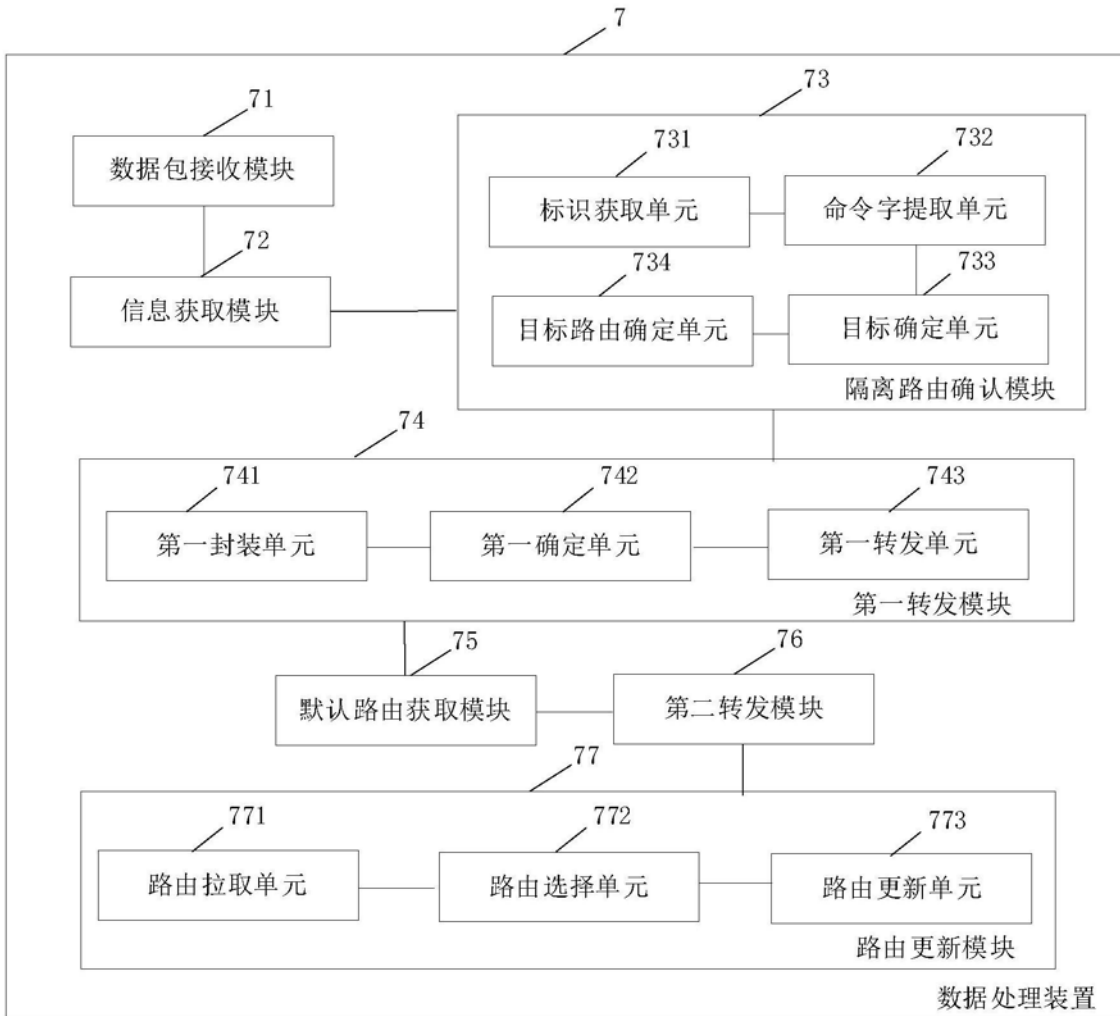 7
71
数据包接收模块
72
信息获取模块
73
731
标识获取单元
732
命令字提取单元
734
目标路由确定单元
733
目标确定单元
隔离路由确认模块
74
741
第一封装单元
742
第一确定单元
743
第一转发单元
第一转发模块
75
默认路由获取模块
76
第二转发模块
77
771
路由拉取单元
772
路由选择单元
773
路由更新单元
路由更新模块
数据处理装置